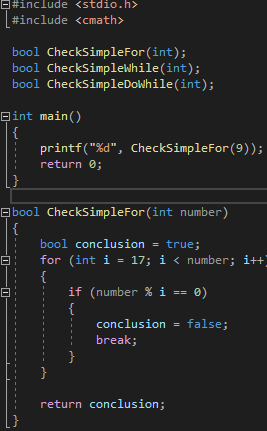 #include <stdio.h>
#include <cmath>
bool CheckSimpleFor(int);
bool CheckSimpleWhile(int);
bool CheckSimpleDoWhile(int);
int main()
{
printf("%d", CheckSimpleFor(9));
return 0;
}
bool CheckSimpleFor(int number)
{
bool conclusion = true;
for (int i = 17; i < number; i++)
{
if (number % i == 0)
{
conclusion = false;
break;
}
}
return conclusion;
}